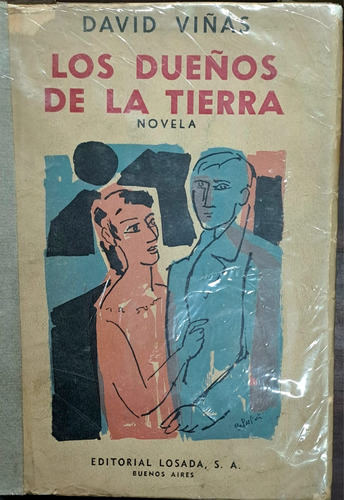 DAVID VIÑAS
LOS DUEÑOS
DE LA TIERRA
NOVELA
EDITORIAL LOSADA, S. A.
BUENOS AIRES